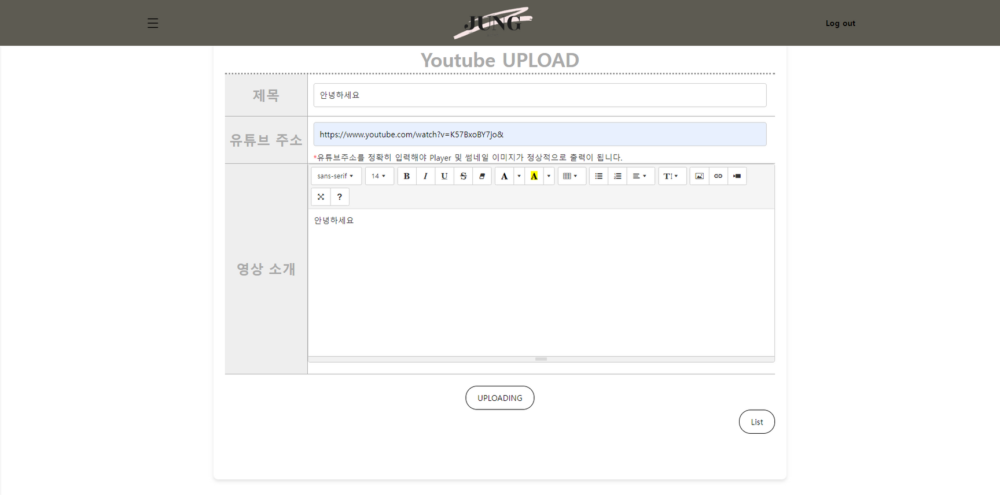 JUNG
Log out
Youtube UPLOAD
제목
안녕하세요
유튜브 주소
https://www.youtube.com/watch?v=K57BxoBY7jo&
*유튜브주소를 정확히 입력해야 Player 및 썸네일 이미지가 정상적으로 출력이 됩니다.
sans-serif 14 B I U S A A T ?
영상 소개
안녕하세요
UPLOADING
List